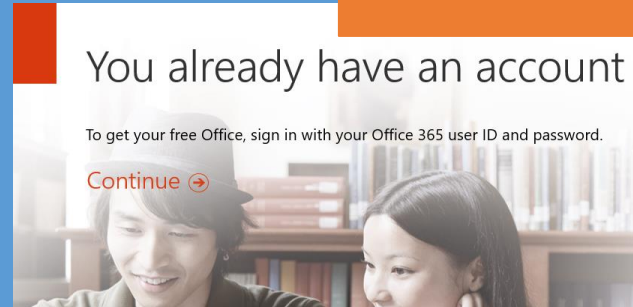 You already have an account
To get your free Office, sign in with your Office 365 user ID and password.
Continue